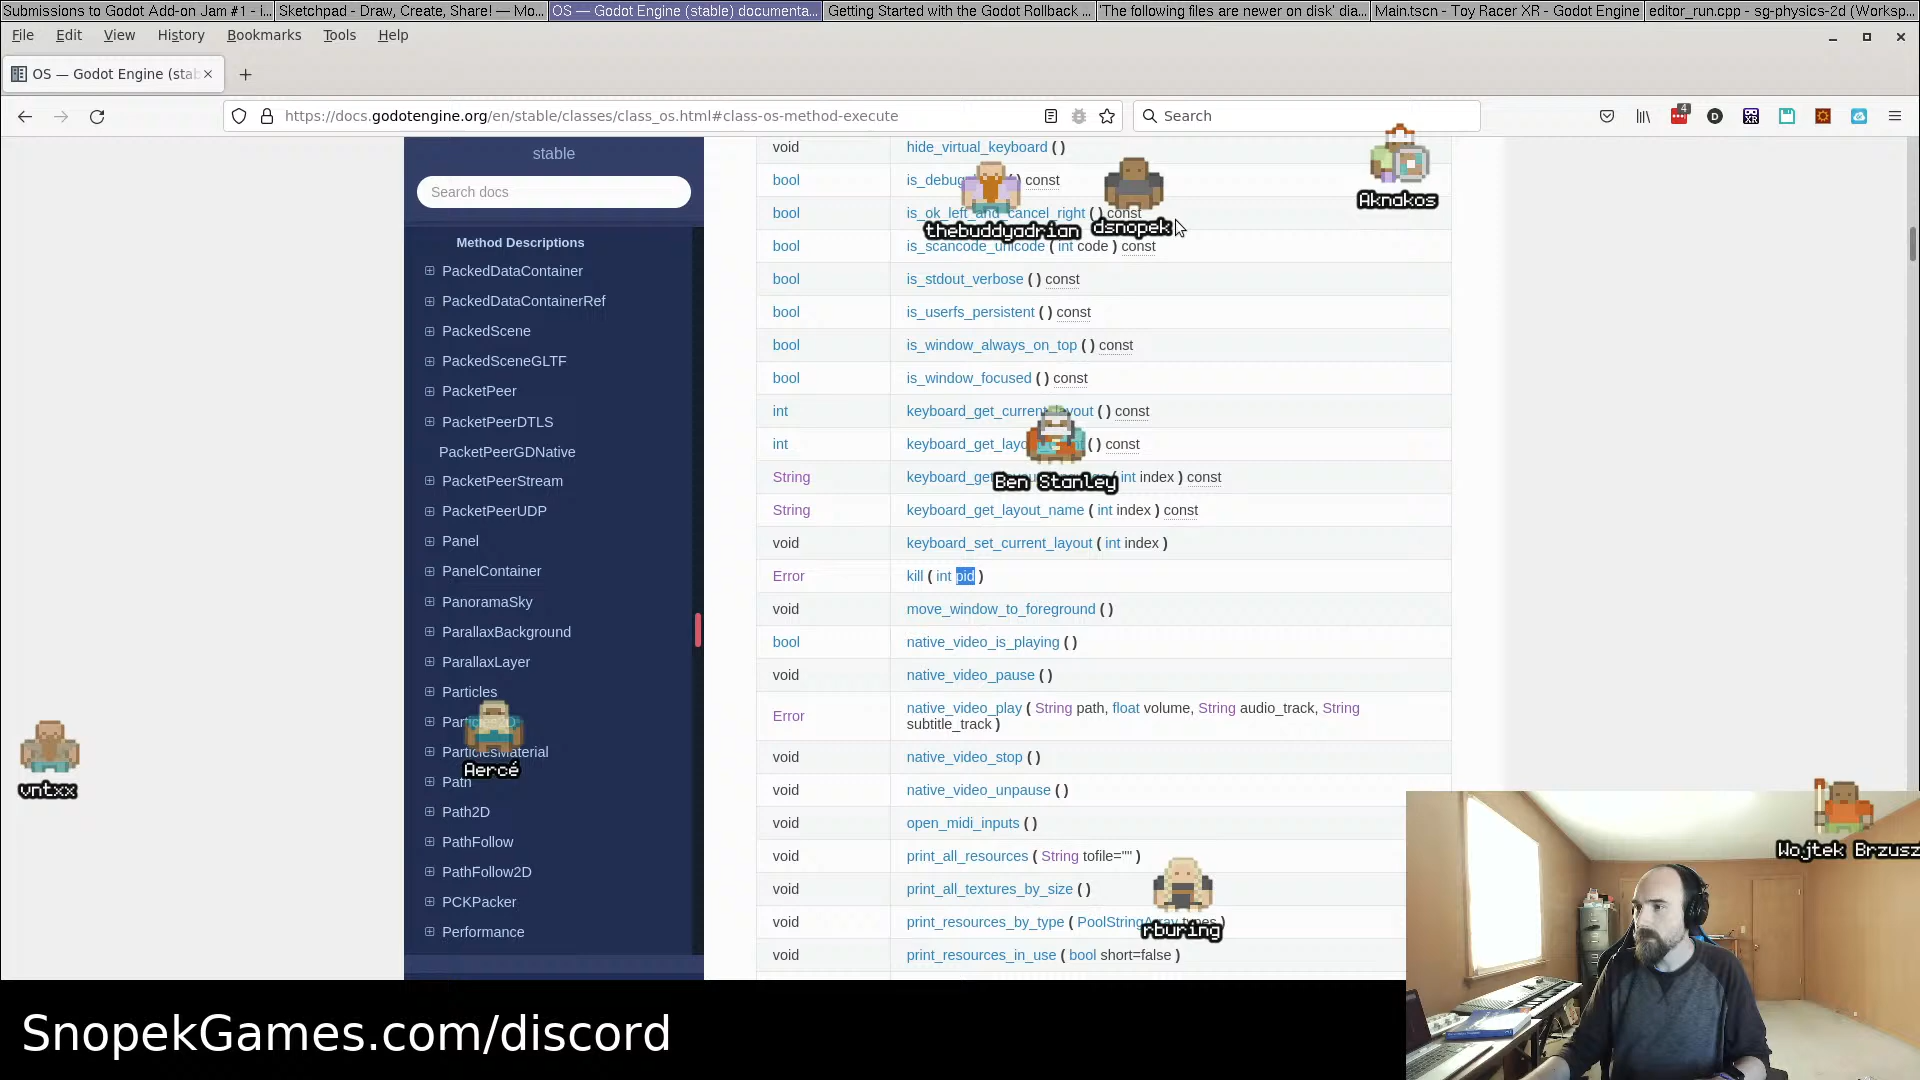 Submissions to Godot Add-on Jam #1 - i...
Sketchpad - Draw, Create, Share! — Mo...
OS — Godot Engine (stable) documenta...
Getting Started with the Godot Rollback ...
'The following files are newer on disk' dia...
Main.tscn - Toy Racer XR - Godot Engine
editor_run.cpp - sg-physics-2d (Worksp...
File Edit View History Bookmarks Tools Help
OS — Godot Engine (stab
https://docs.godotengine.org/en/stable/classes/class_os.html#class-os-method-execute
Search
4
D
XR
stable
Search docs
Method Descriptions
PackedDataContainer
PackedDataContainerRef
PackedScene
PackedSceneGLTF
PacketPeer
PacketPeerDTLS
PacketPeerGDNative
PacketPeerStream
PacketPeerUDP
Panel
PanelContainer
PanoramaSky
ParallaxBackground
ParallaxLayer
Particles
ParticlesMaterial
Path
Path2D
PathFollow
PathFollow2D
PCKPacker
Performance
void hide_virtual_keyboard ( )
bool ) const
bool is_ok_left_and_cancel_right ( ) const
bool is_scancode_unicode ( int code ) const
bool is_stdout_verbose ( ) const
bool is_userfs_persistent ( ) const
bool is_window_always_on_top ( ) const
bool is_window_focused ( ) const
int ( ) const
int ( ) const
String int index ) const
String keyboard_get_layout_name ( int index ) const
void keyboard_set_current_layout ( int index )
Error kill ( int pid )
void move_window_to_foreground ( )
bool native_video_is_playing ( )
void native_video_pause ( )
Error native_video_play ( String path, float volume, String audio_track, String
subtitle_track )
void native_video_stop ( )
void native_video_unpause ( )
void open_midi_inputs ( )
void print_all_resources ( String tofile="" )
void print_all_textures_by_size ( )
void print_resources_by_type ( PoolStringArray types )
void print_resources_in_use ( bool short=false )
thebuddyadrian
dsnopek
Aknakos
Ben Stanley
vntxx
Aercé
rburing
Wojtek Brzusz
SnopekGames.com/discord